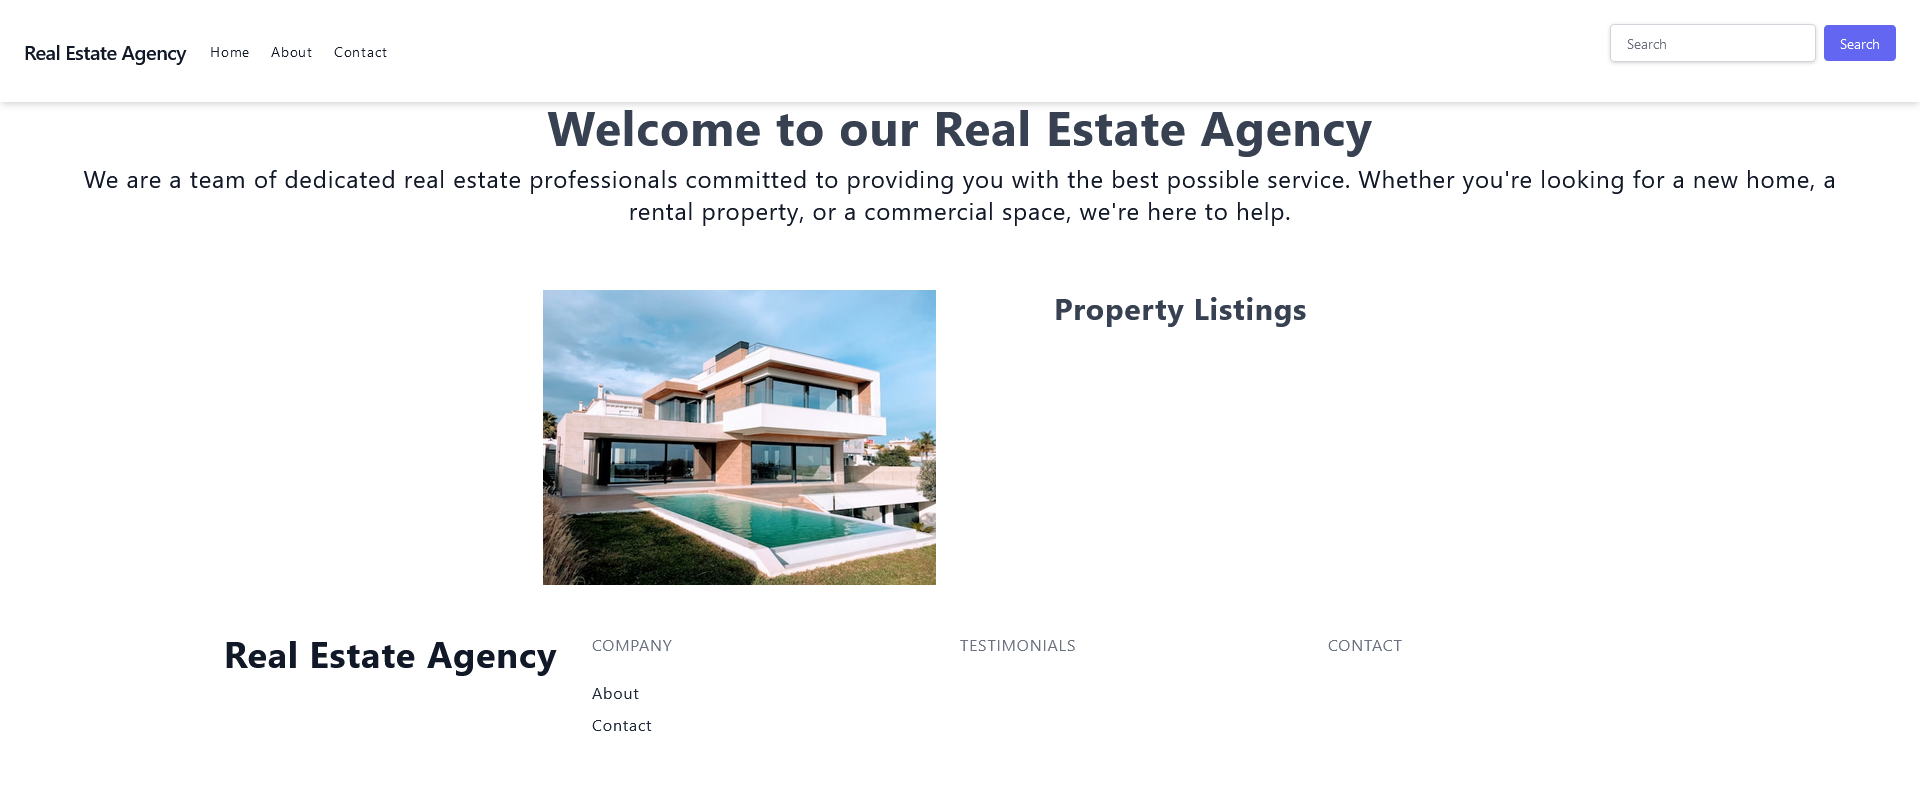 Real Estate Agency
Home
About
Contact
Search
Search
Welcome to our Real Estate Agency
We are a team of dedicated real estate professionals committed to providing you with the best possible service. Whether you're looking for a new home, a
rental property, or a commercial space, we're here to help.
Property Listings
Real Estate Agency
COMPANY
About
Contact
TESTIMONIALS
CONTACT